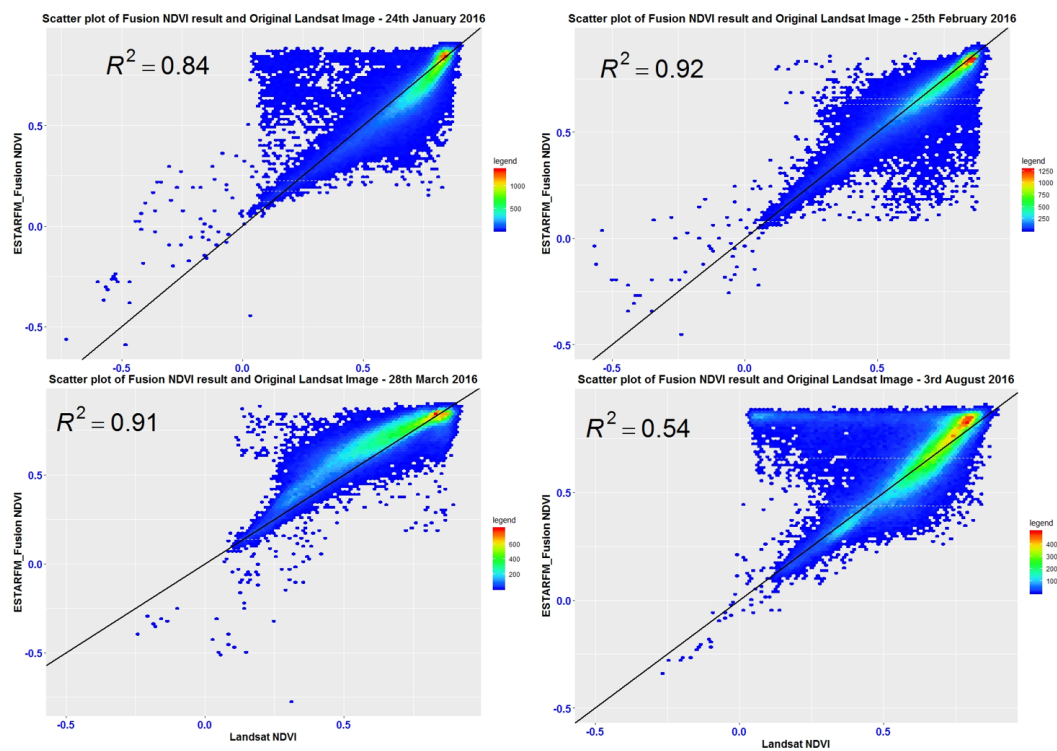 Scatter plot of Fusion NDVI result and Original Landsat Image - 24th January 2016
R² = 0.84
ESTARFM_Fusion NDVI
0.5
0.0
-0.5
-0.5 0.0 0.5
legend
1000
500
Scatter plot of Fusion NDVI result and Original Landsat Image - 25th February 2016
R² = 0.92
ESTARFM_Fusion NDVI
0.5
0.0
-0.5
-0.5 0.0 0.5
legend
1250
1000
750
500
250
Scatter plot of Fusion NDVI result and Original Landsat Image - 28th March 2016
R² = 0.91
ESTARFM_Fusion NDVI
0.5
0.0
-0.5
-0.5 0.0 0.5
Landsat NDVI
legend
600
400
200
Scatter plot of Fusion NDVI result and Original Landsat Image - 3rd August 2016
R² = 0.54
ESTARFM_Fusion NDVI
0.5
0.0
-0.5
-0.5 0.0 0.5
Landsat NDVI
legend
400
300
200
100